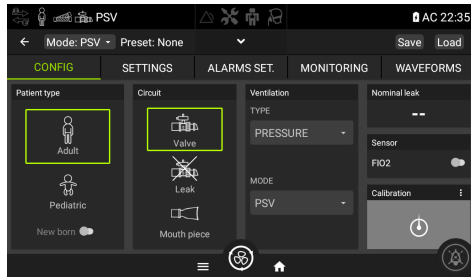 PSV
AC 22:35
Mode: PSV
Preset: None
Save
Load
CONFIG
SETTINGS
ALARMS SET.
MONITORING
WAVEFORMS
Patient type
Adult
Pediatric
New born
Circuit
Valve
Leak
Mouth piece
Ventilation
TYPE
PRESSURE
MODE
PSV
Nominal leak
--
Sensor
FIO2
Calibration